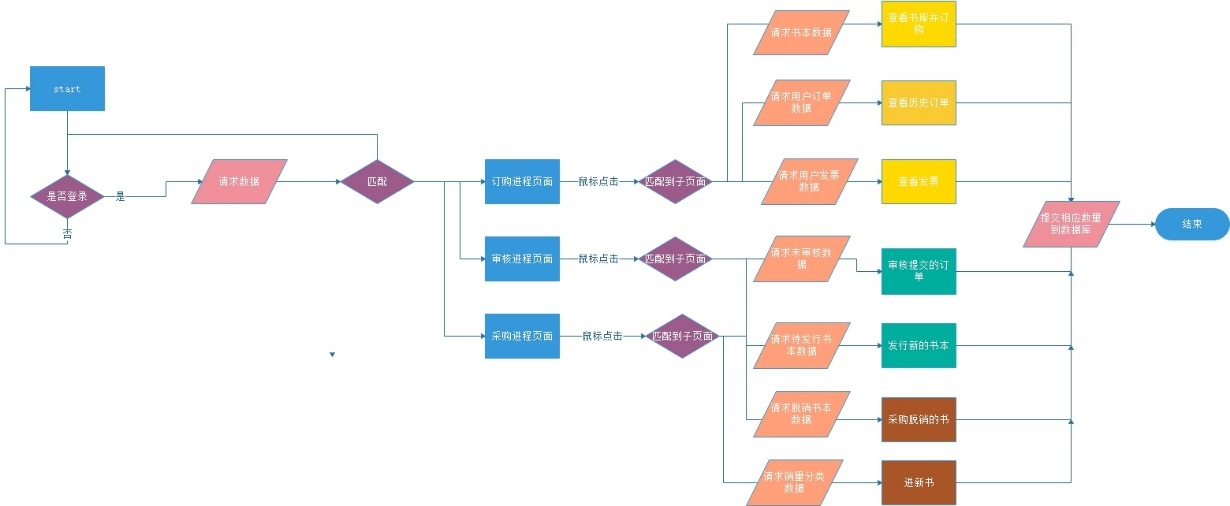 start
是否登录
是
否
请求数据
匹配
订购进程页面
鼠标点击
匹配到子页面
审核进程页面
鼠标点击
匹配到子页面
采购进程页面
鼠标点击
匹配到子页面
请求书本数据
查看书库并订
购
请求用户订单
数据
查看历史订单
请求用户发票
数据
查看发票
请求未审核数
据
审核提交的订
单
请求待发行书
本数据
发行新的书本
请求脱销书本
数据
采购脱销的书
请求销量分类
数据
进新书
提交相应数量
到数据库
结束